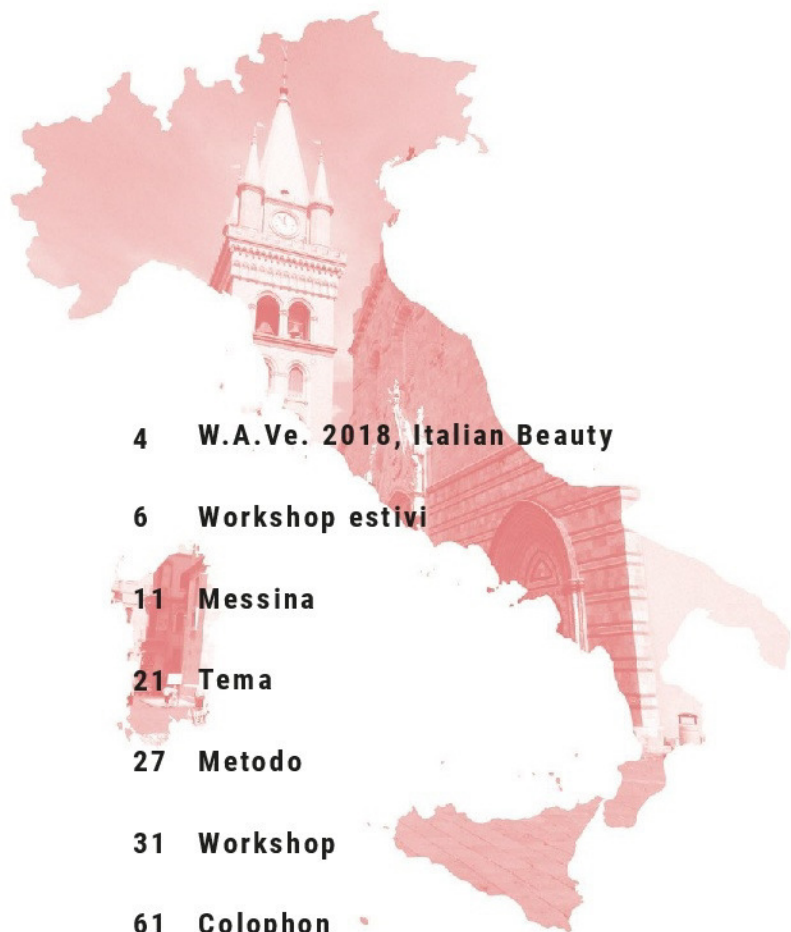 4 W.A.Ve. 2018, Italian Beauty
6 Workshop estivi
11 Messina
21 Tema
27 Metodo
31 Workshop
61 Colophon